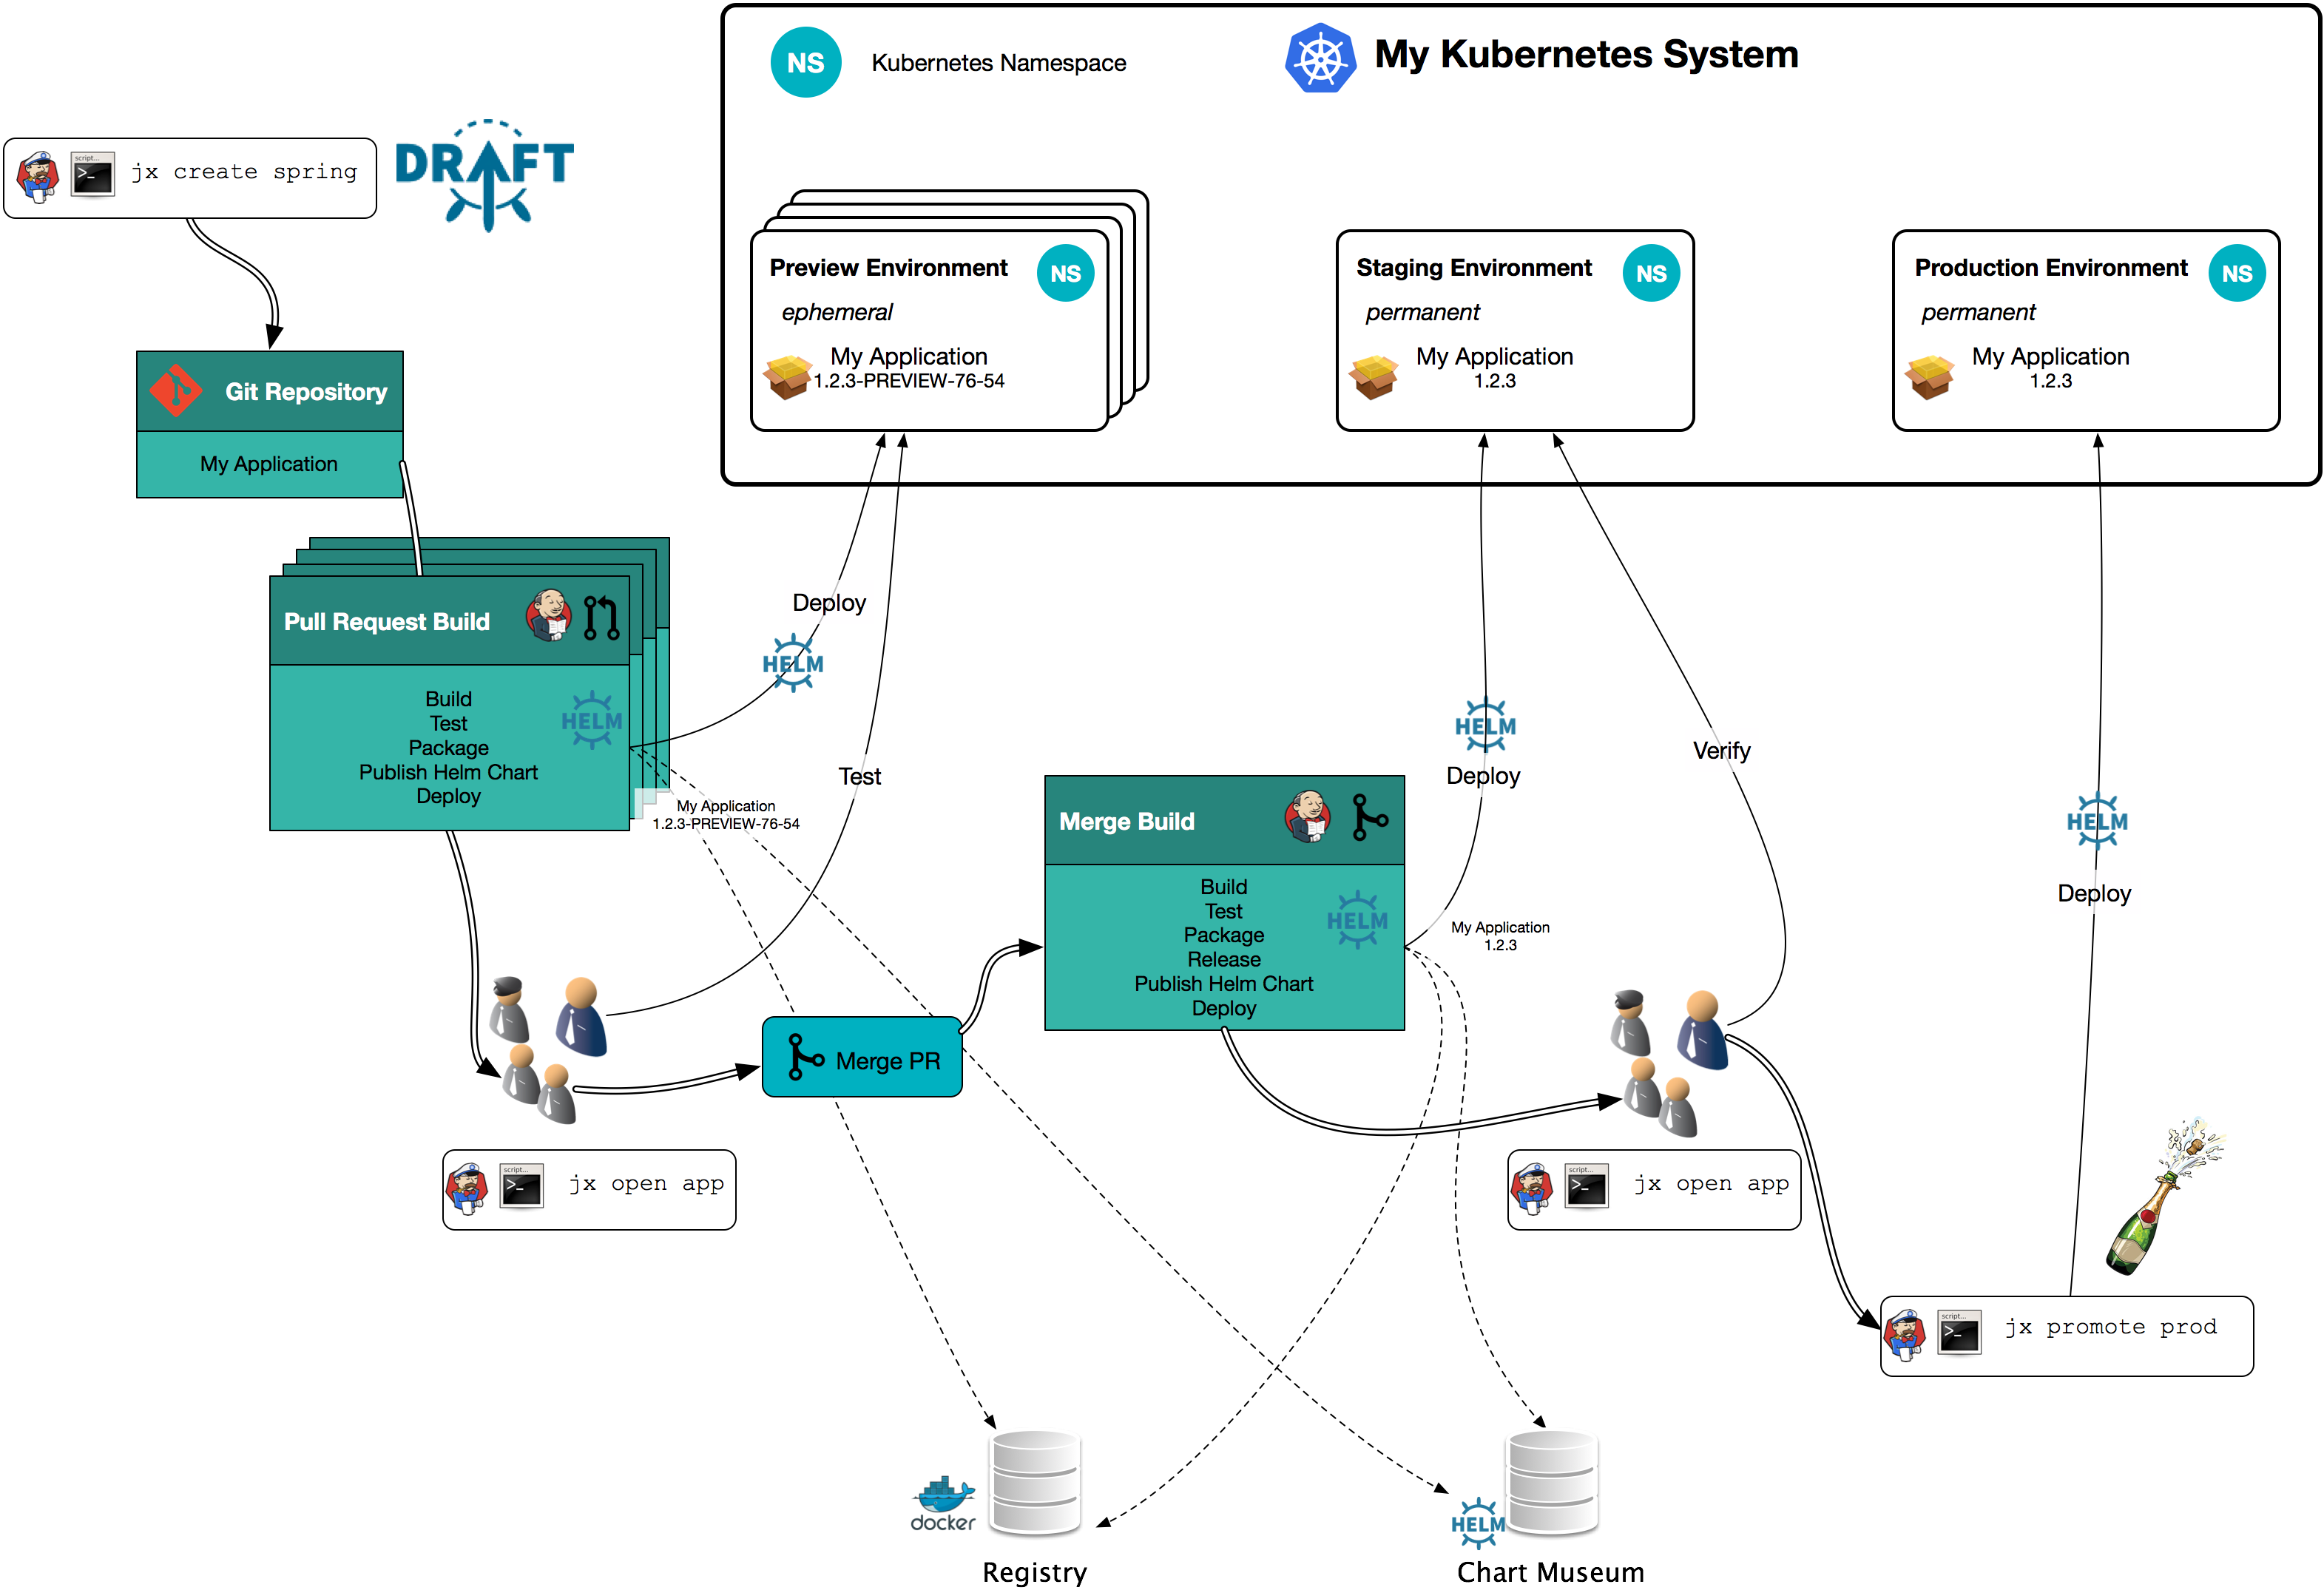 NS
Kubernetes Namespace
My Kubernetes System
script...
>_
jx create spring
DRAFT
Preview Environment
NS
ephemeral
My Application
1.2.3-PREVIEW-76-54
Staging Environment
NS
permanent
My Application
1.2.3
Production Environment
NS
permanent
My Application
1.2.3
Git Repository
My Application
Pull Request Build
Build
Test
Package
Publish Helm Chart
Deploy
HELM
Deploy
HELM
Test
My Application
1.2.3-PREVIEW-76-54
HELM
Deploy
Verify
Merge Build
Build
Test
Package
Release
Publish Helm Chart
Deploy
HELM
My Application
1.2.3
HELM
Deploy
Merge PR
script...
>_
jx open app
script...
>_
jx open app
script...
>_
jx promote prod
docker
Registry
HELM
Chart Museum